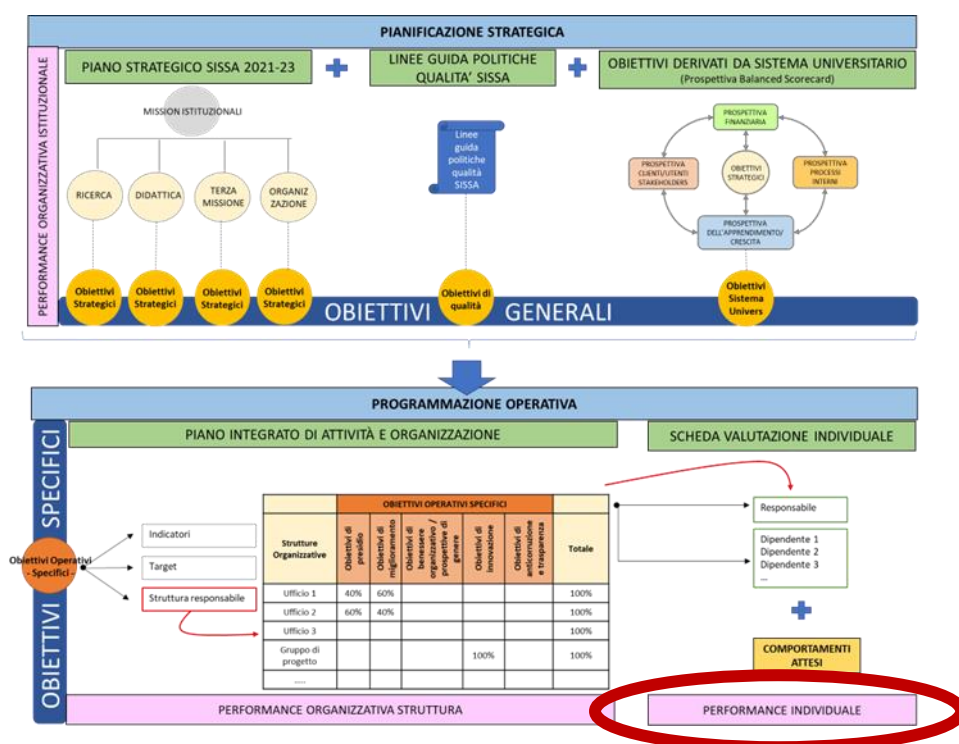 PIANIFICAZIONE STRATEGICA
PERFORMANCE ORGANIZZATIVA ISTITUZIONALE
PIANO STRATEGICO SISSA 2021-23
LINEE GUIDA POLITICHE
QUALITA’ SISSA
OBIETTIVI DERIVATI DA SISTEMA UNIVERSITARIO
(Prospettiva Balanced Scorecard)
MISSION ISTITUZIONALI
RICERCA
DIDATTICA
TERZA
MISSIONE
ORGANIZ
ZAZIONE
Linee
guida
politiche
qualità
SISSA
PROSPETTIVA
FINANZIARIA
PROSPETTIVA
CLIENTI/UTENTI
STAKEHOLDERS
OBIETTIVI
STRATEGICI
PROSPETTIVA
PROCESSI
INTERNI
PROSPETTIVA
DELL'APPRENDIMENTO/
CRESCITA
Obiettivi
Strategici
Obiettivi
Strategici
Obiettivi
Strategici
Obiettivi
Strategici
Obiettivi di
qualità
Obiettivi
Sistema
Univers
OBIETTIVI GENERALI
PROGRAMMAZIONE OPERATIVA
OBIETTIVI SPECIFICI
PIANO INTEGRATO DI ATTIVITÀ E ORGANIZZAZIONE
SCHEDA VALUTAZIONE INDIVIDUALE
Obiettivi Operativi
- Specifici -
Indicatori
Target
Struttura responsabile
Strutture
Organizzative
OBIETTIVI OPERATIVI SPECIFICI
Obiettivi di
presidio
Obiettivi di
miglioramento
Obiettivi di
benessere
organizzativo /
prospettive di
genere
Obiettivi di
innovazione
Obiettivi di
anticorruzione
e trasparenza
Totale
Ufficio 1 40% 60% 100%
Ufficio 2 60% 40% 100%
Ufficio 3 100%
Gruppo di
progetto 100% 100%
.....
Responsabile
Dipendente 1
Dipendente 2
Dipendente 3
...
COMPORTAMENTI
ATTESI
PERFORMANCE ORGANIZZATIVA STRUTTURA
PERFORMANCE INDIVIDUALE